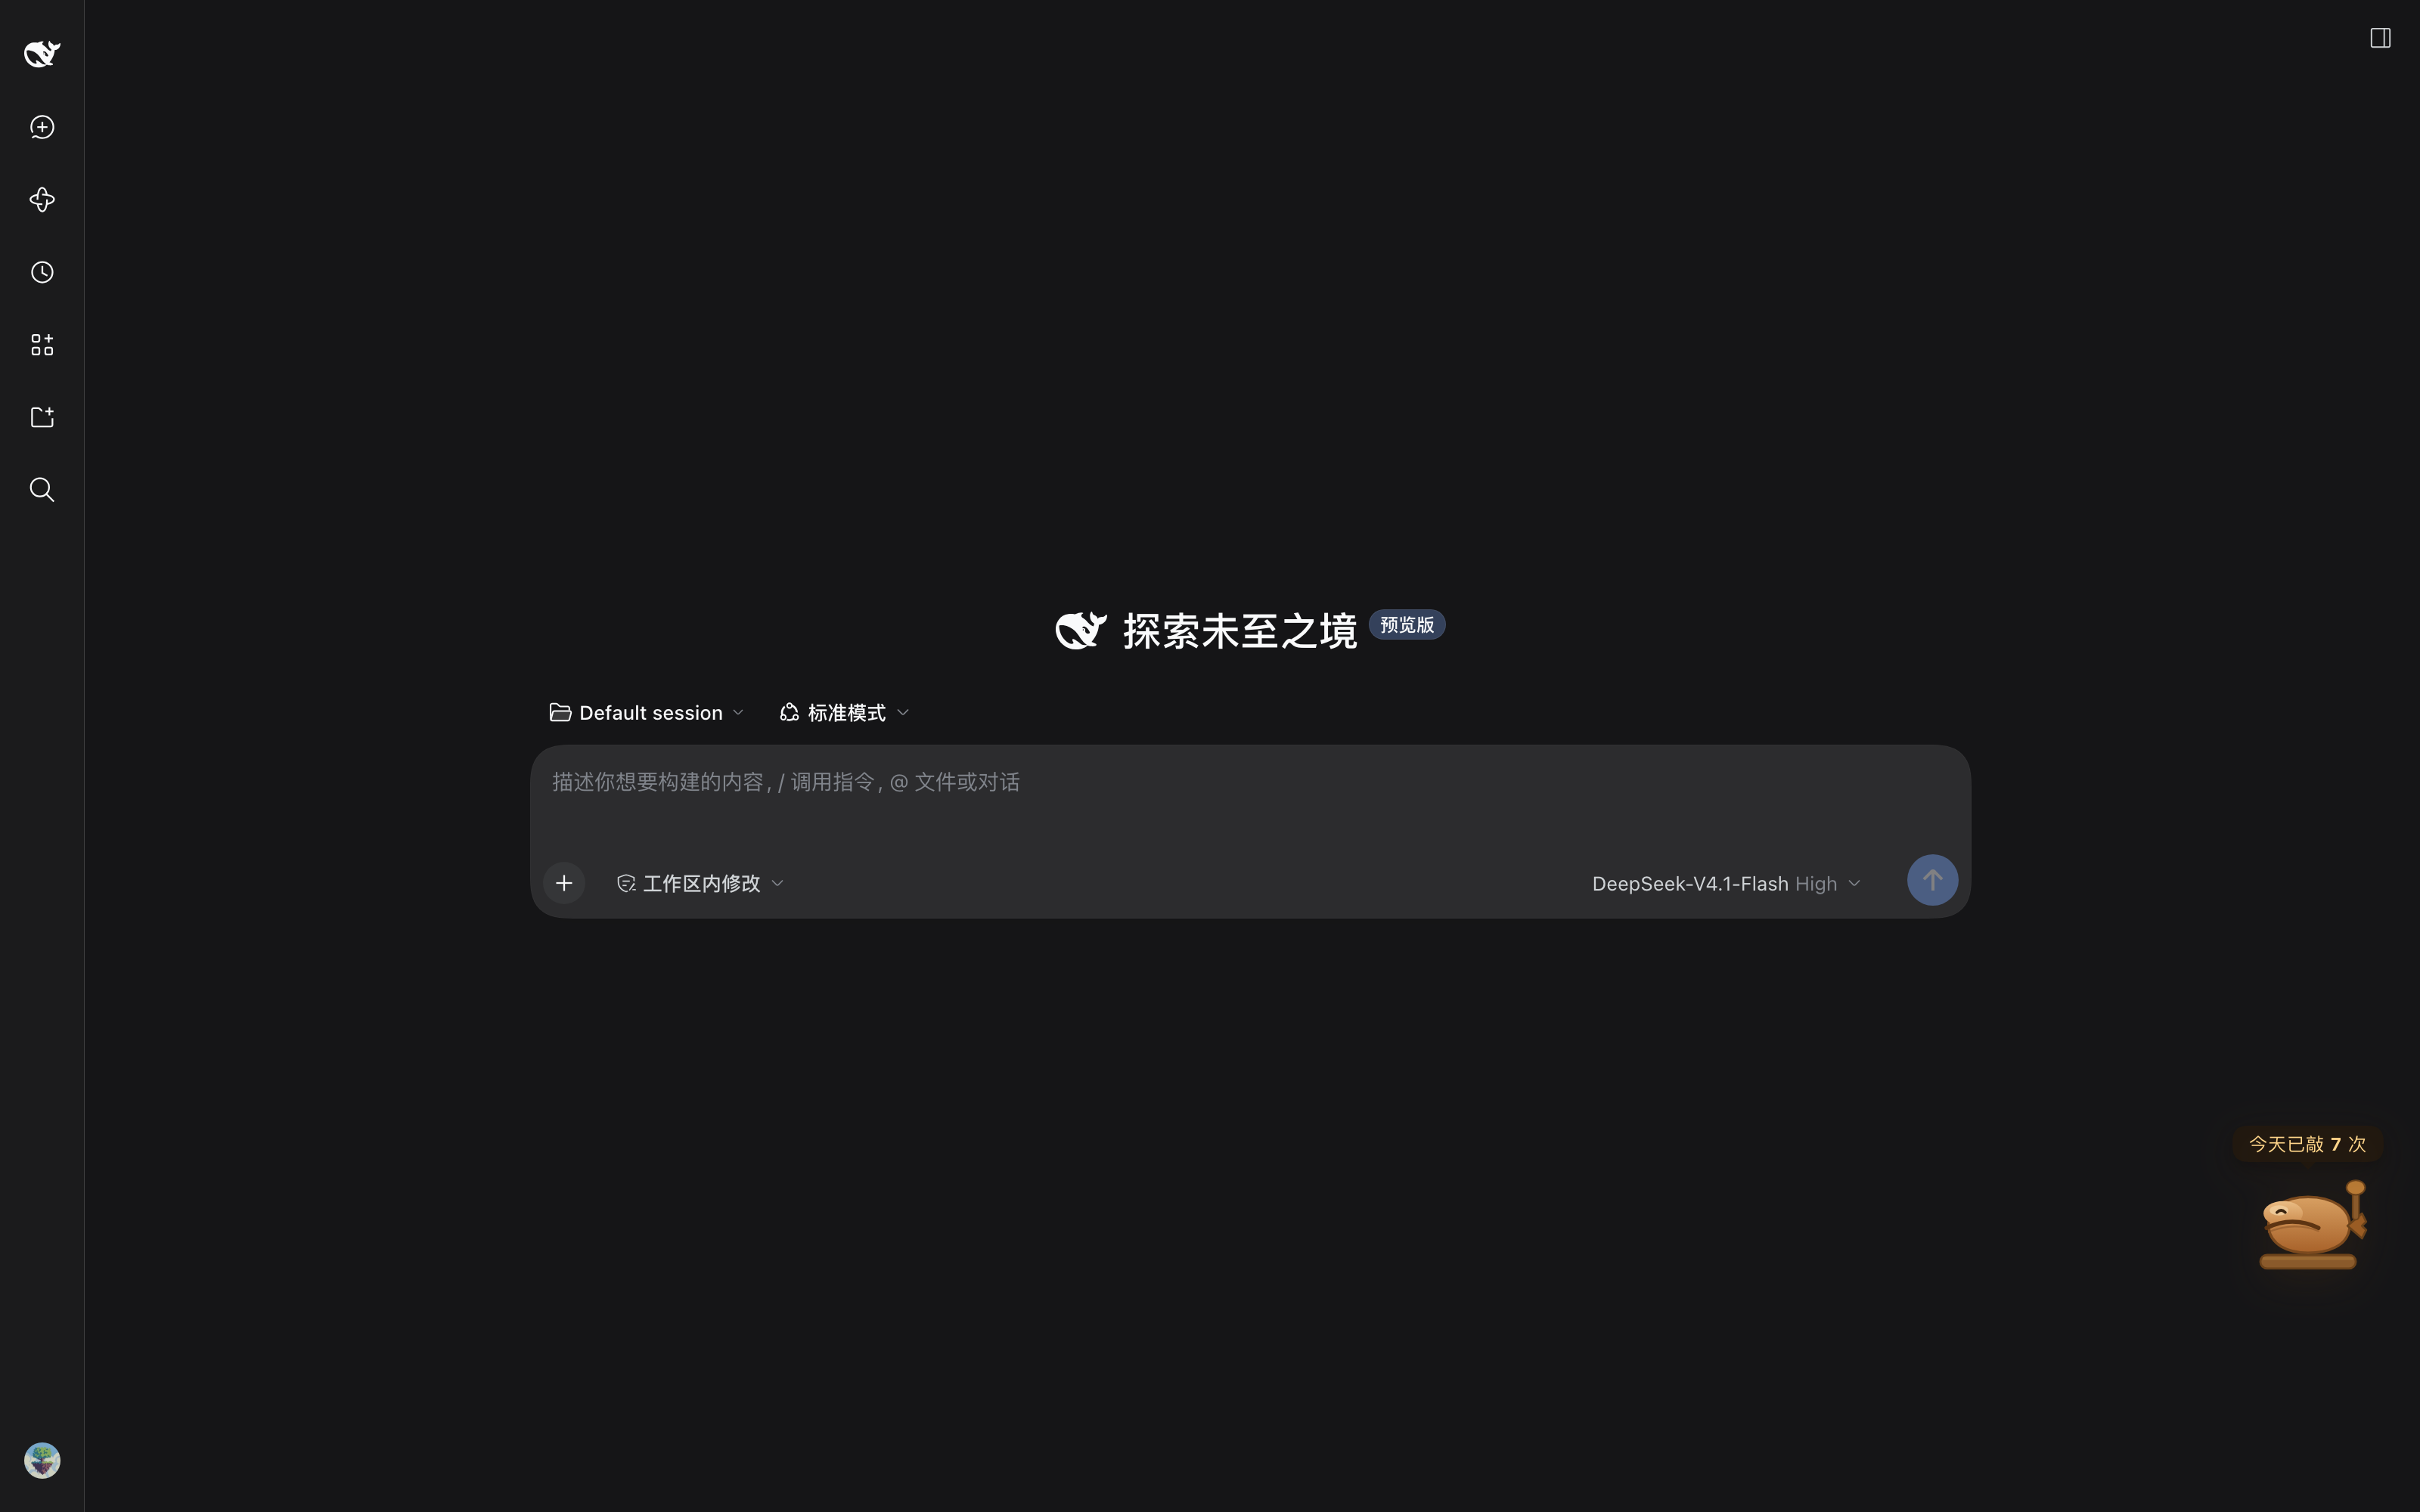 探索未至之境 预览版
Default session 标准模式
描述你想要构建的内容, / 调用指令, @ 文件或对话
工作区内修改 DeepSeek-V4.1-Flash High
今天已敲 7 次